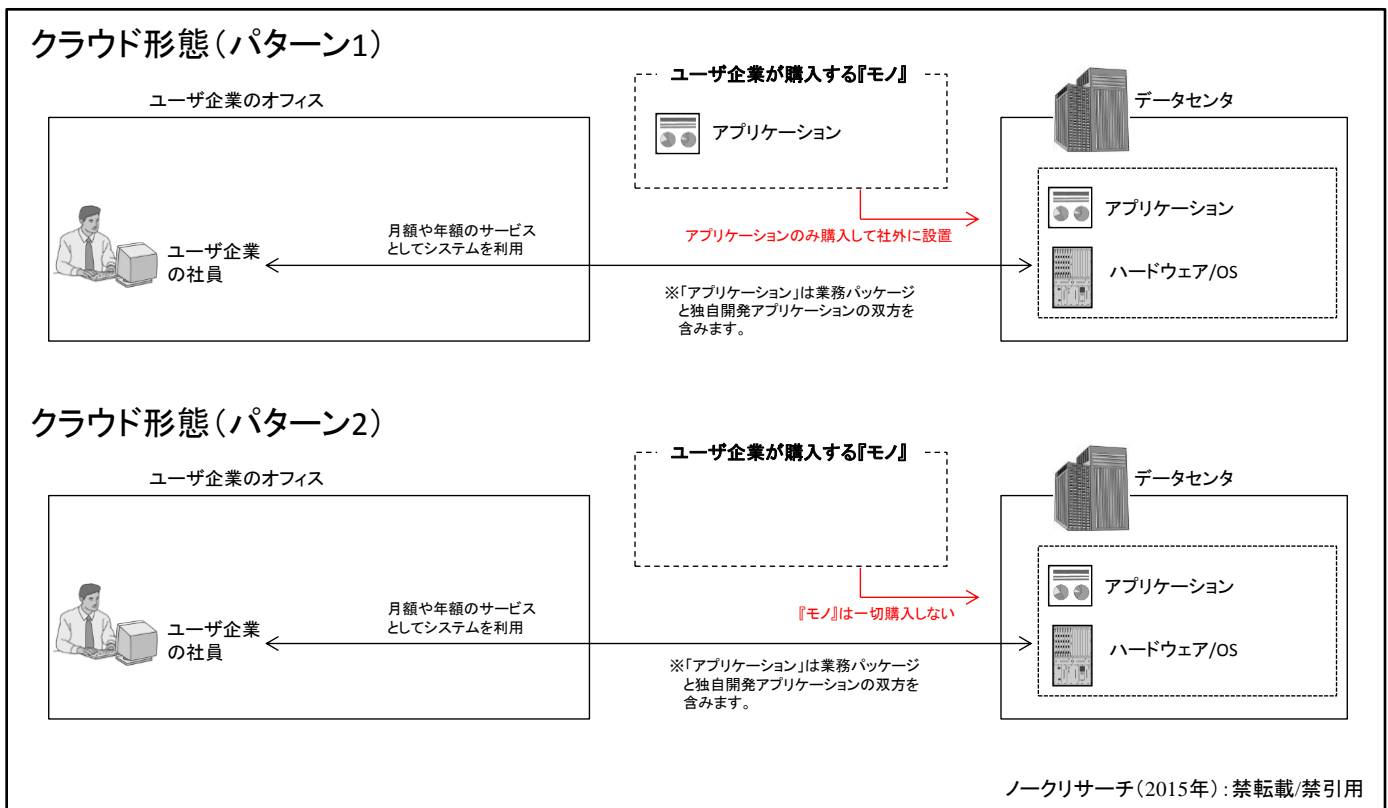 クラウド形態（パターン1）
ユーザ企業が購入する『モノ』
ユーザ企業のオフィス
データセンタ
アプリケーション
アプリケーション
月額や年額のサービス
としてシステムを利用
アプリケーションのみ購入して社外に設置
ユーザ企業
の社員
ハードウェア/OS
※「アプリケーション」は業務パッケージ
と独自開発アプリケーションの双方を
含みます。
クラウド形態（パターン2）
ユーザ企業が購入する『モノ』
ユーザ企業のオフィス
データセンタ
アプリケーション
月額や年額のサービス
としてシステムを利用
『モノ』は一切購入しない
ユーザ企業
の社員
ハードウェア/OS
※「アプリケーション」は業務パッケージ
と独自開発アプリケーションの双方を
含みます。
ノークリサーチ（2015年）：禁転載/禁引用